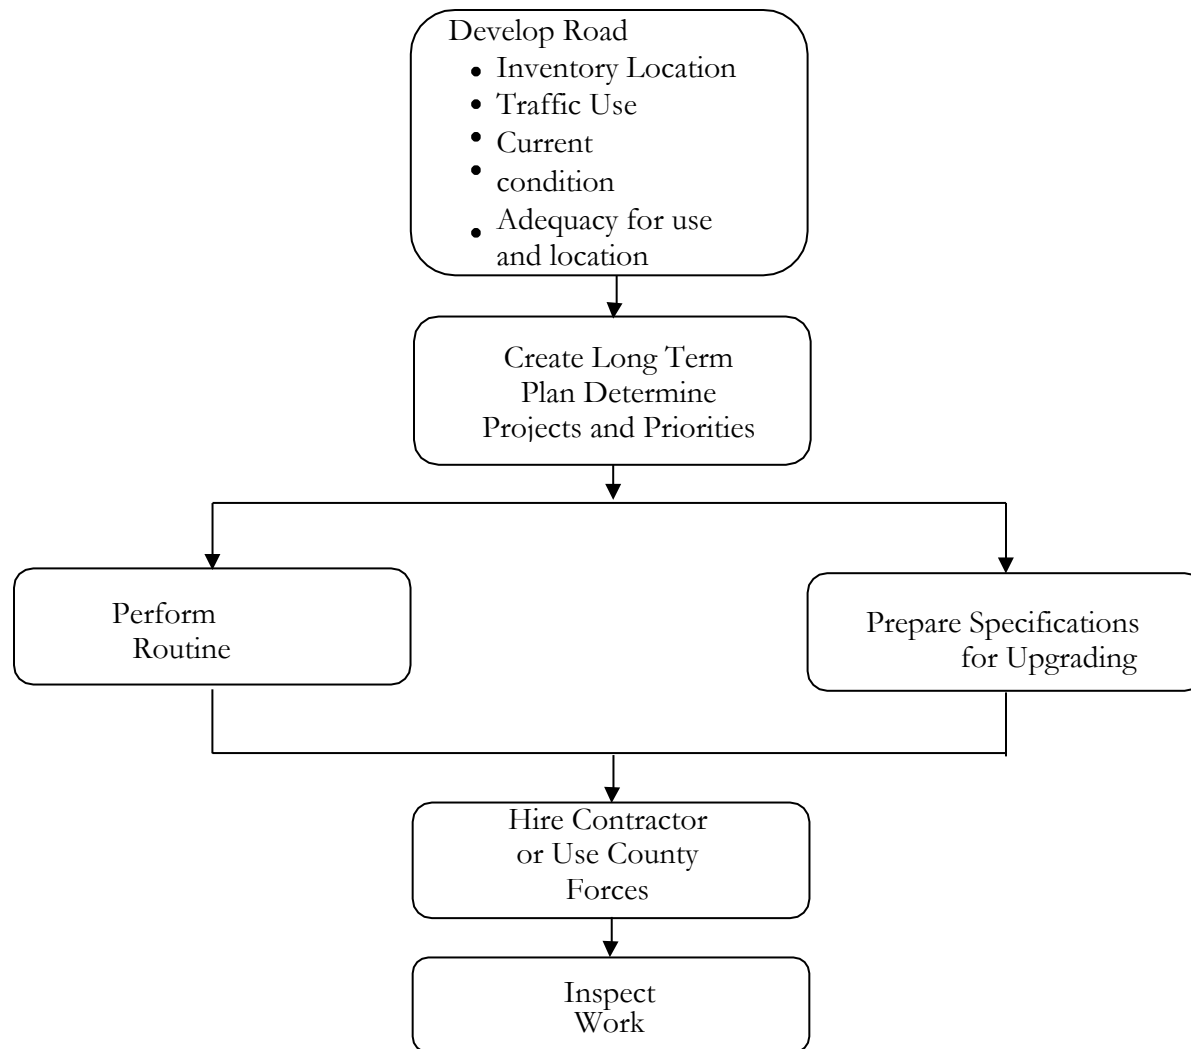 Develop Road
• Inventory Location
• Traffic Use
• Current
• condition
• Adequacy for use
and location
Create Long Term
Plan Determine
Projects and Priorities
Perform
Routine
Prepare Specifications
for Upgrading
Hire Contractor
or Use County
Forces
Inspect
Work